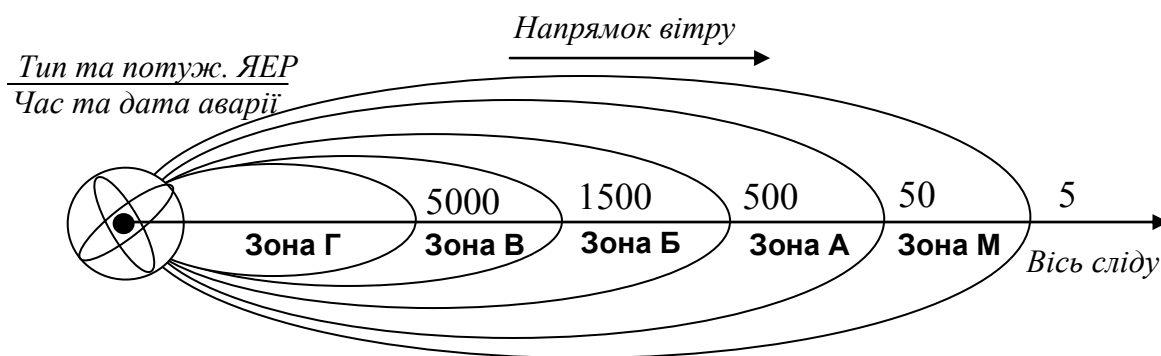 Напрямок вітру
Тип та потуж. ЯЕР
Час та дата аварії
5000 1500 500 50 5
Зона Г Зона В Зона Б Зона А Зона М
Вісь сліду